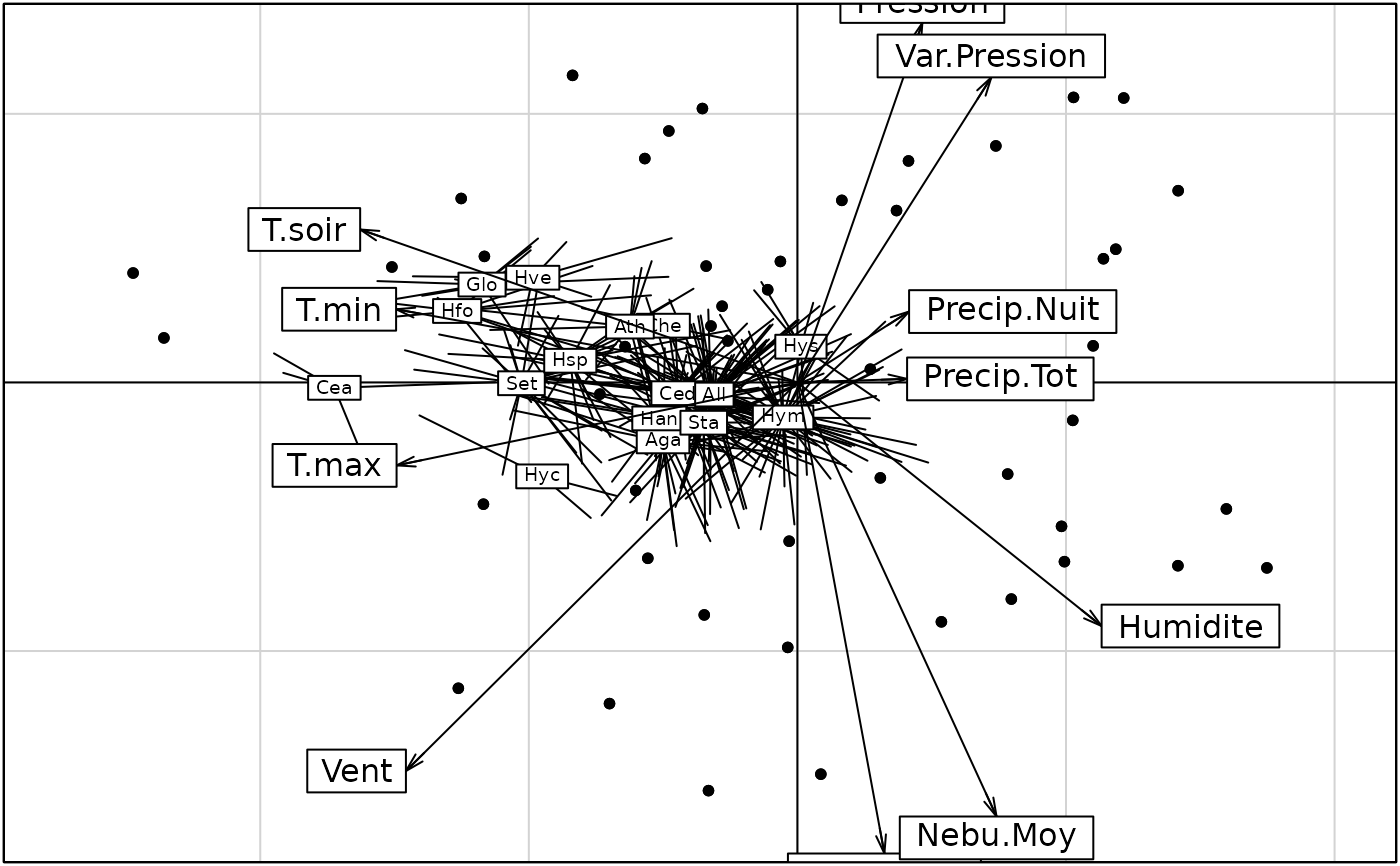 Pression
Var.Pression
T.soir
Hve
Glo
T.min
Hfo
Precip.Nuit
Ath
Che
Hys
Hsp
Precip.Tot
Set
Cea
Ced
All
Han
Sta
Hym
Aga
T.max
Hyc
Humidite
Vent
Nebu.Moy